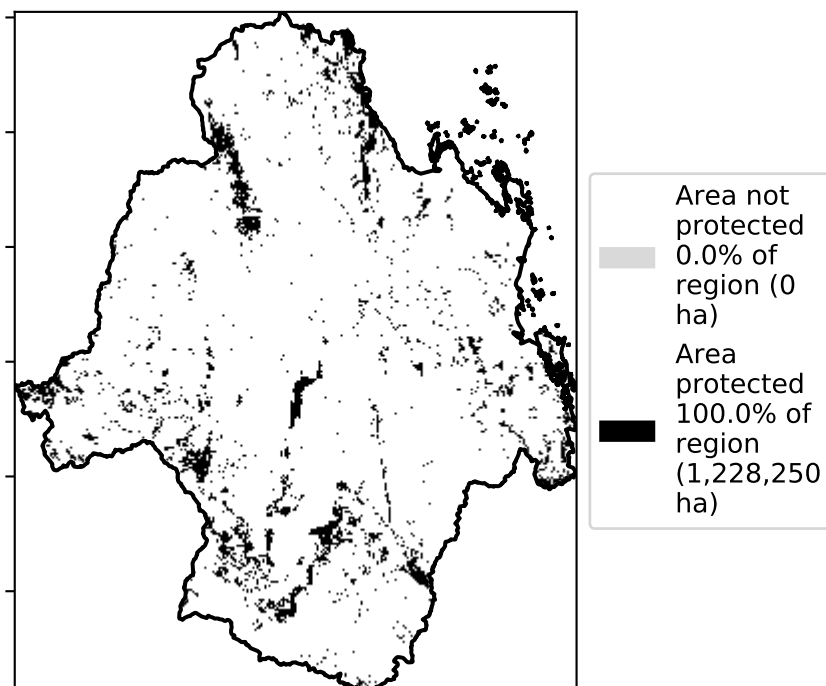 Area not
protected
0.0% of
region (0
ha)
Area
protected
100.0% of
region
(1,228,250
ha)